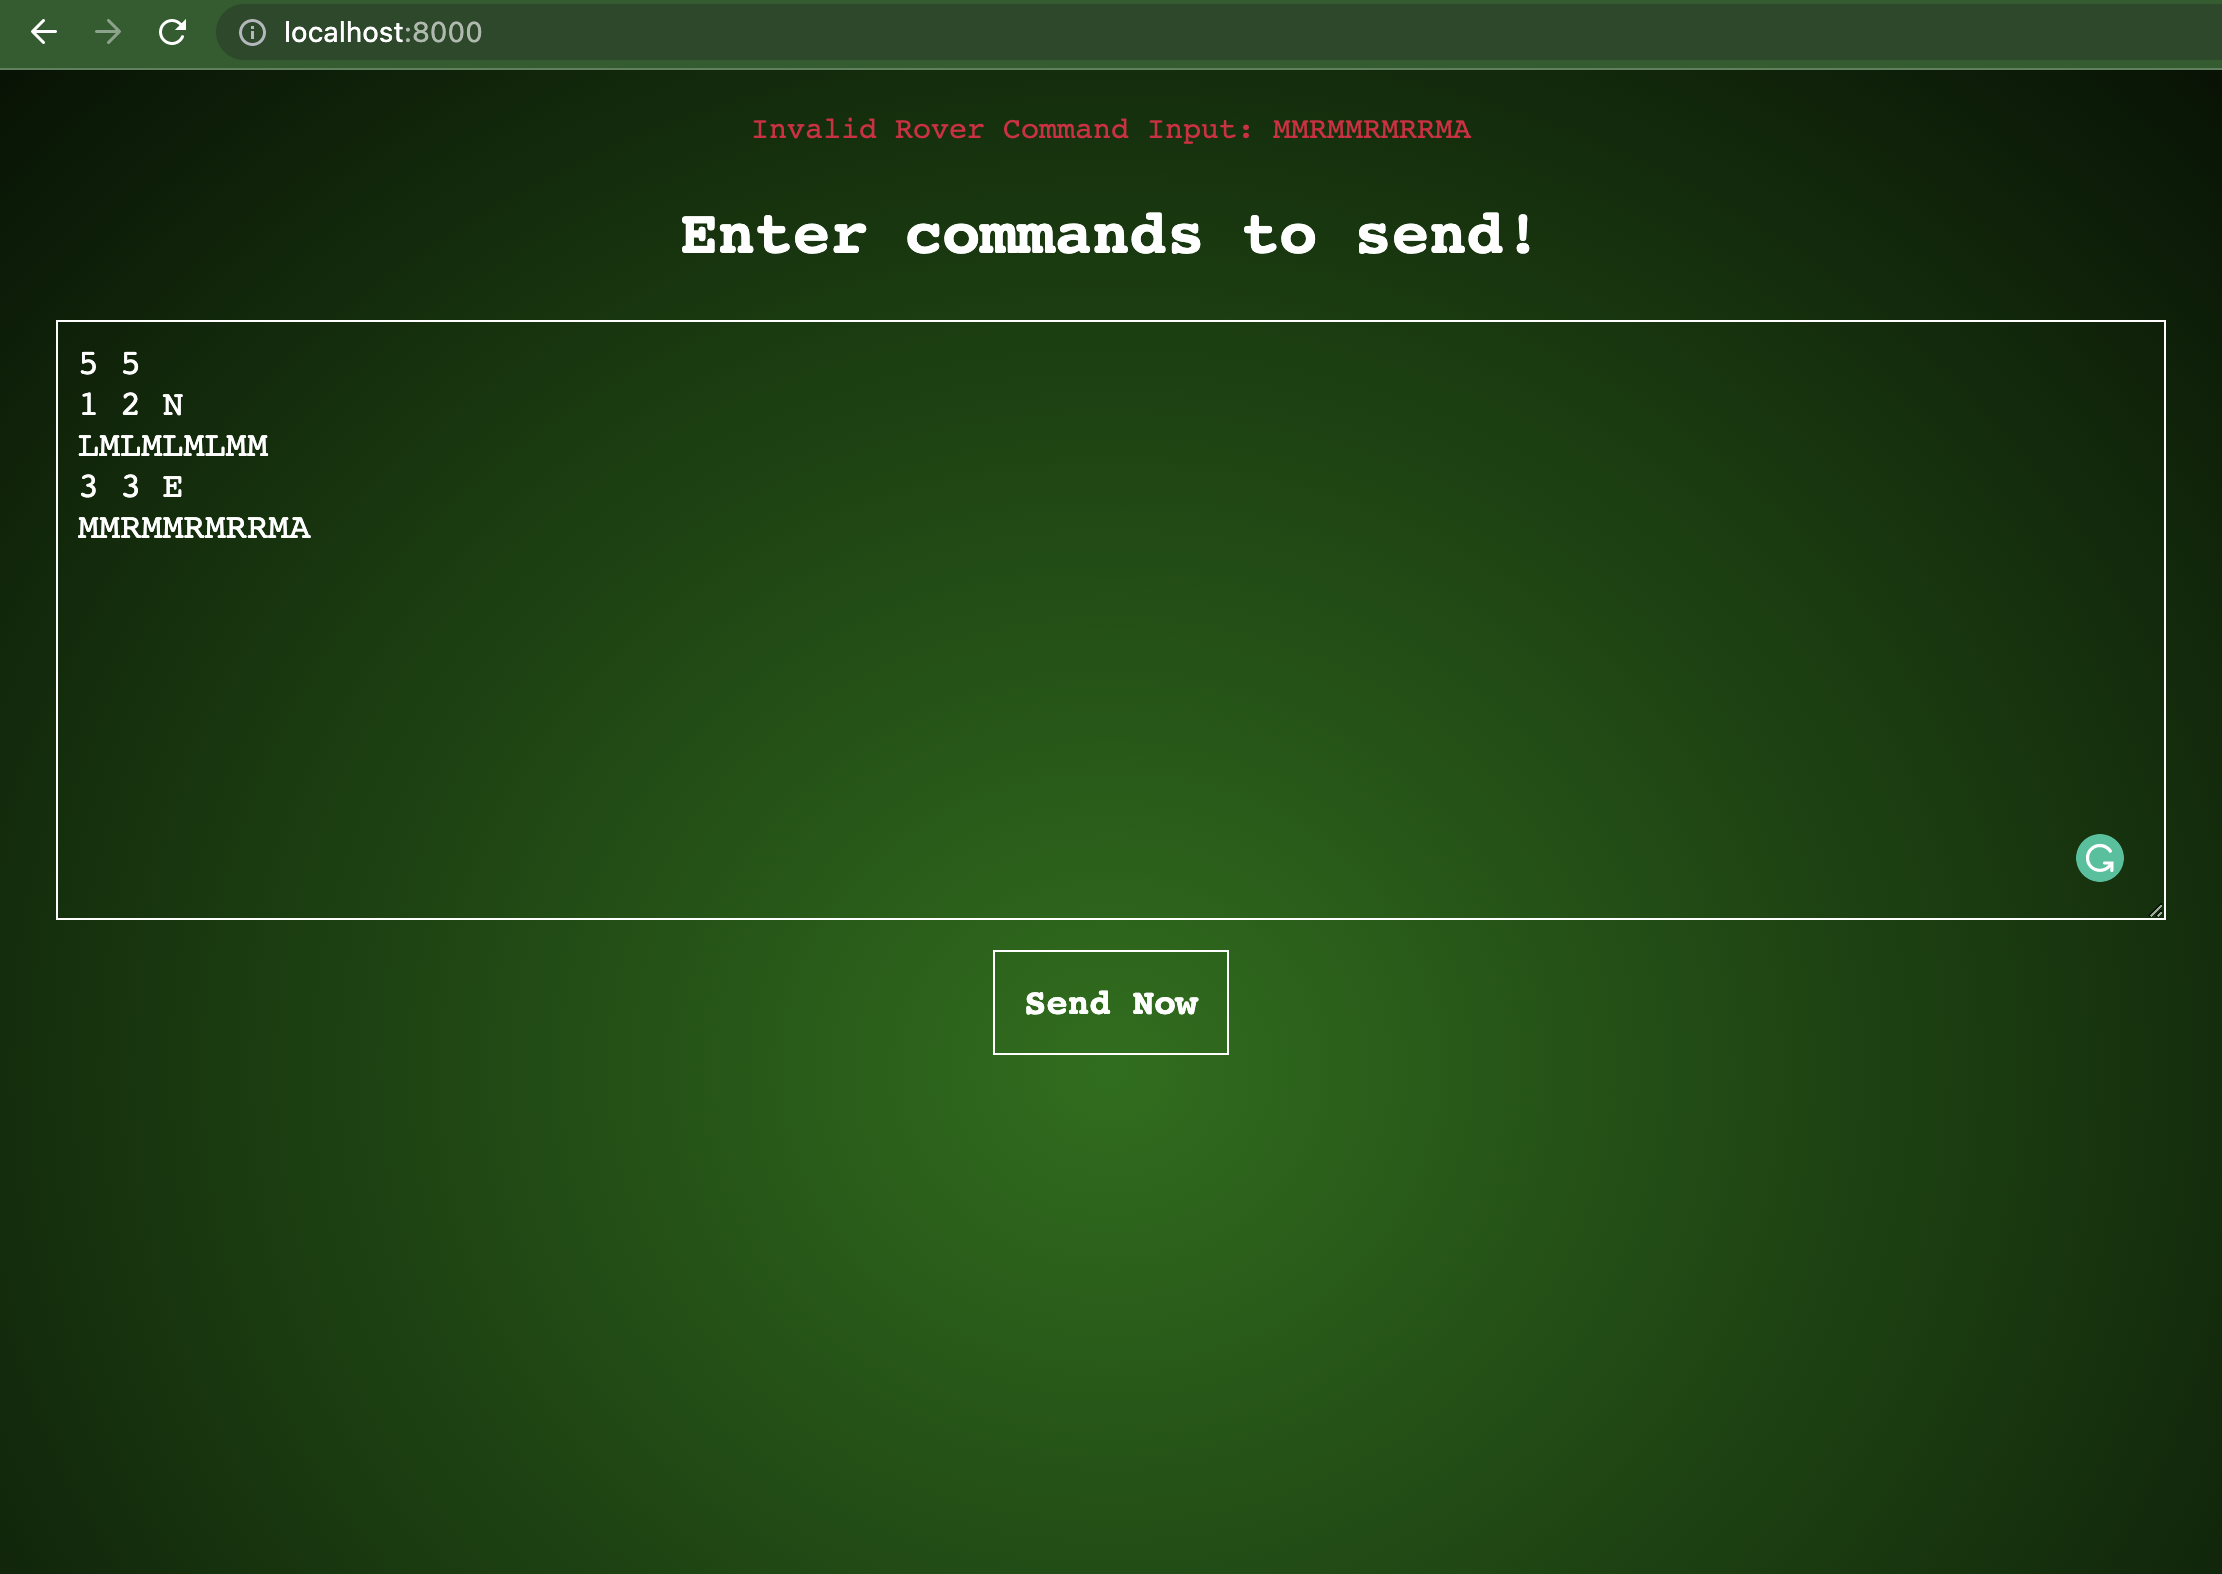 localhost:8000
Invalid Rover Command Input: MMRMMRMRRMA
Enter commands to send!
5 5
1 2 N
LMLMLMLMM
3 3 E
MMRMMRMRRMA
Send Now